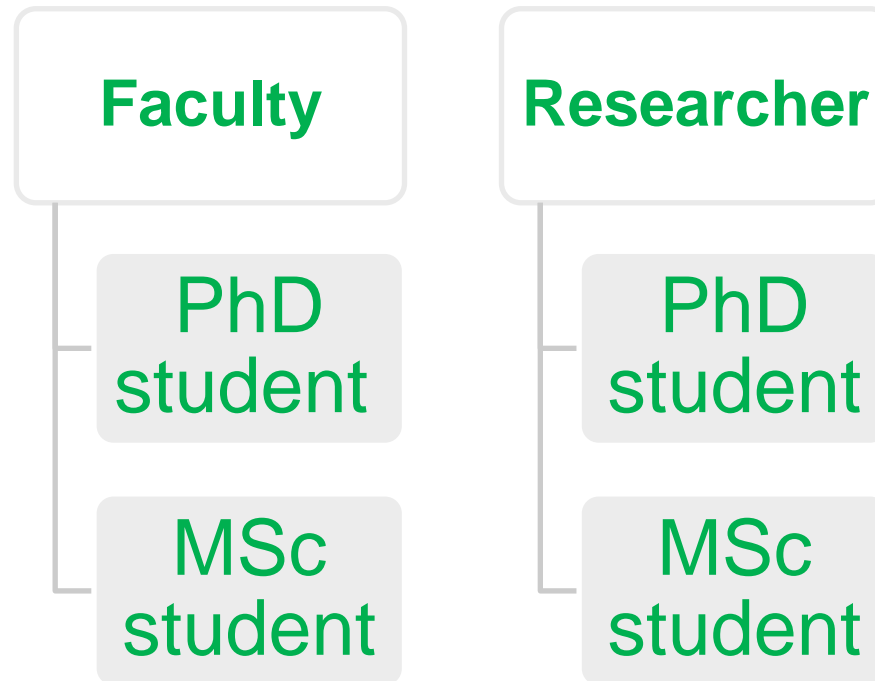 Faculty
PhD
student
MSc
student
Researcher
PhD
student
MSc
student